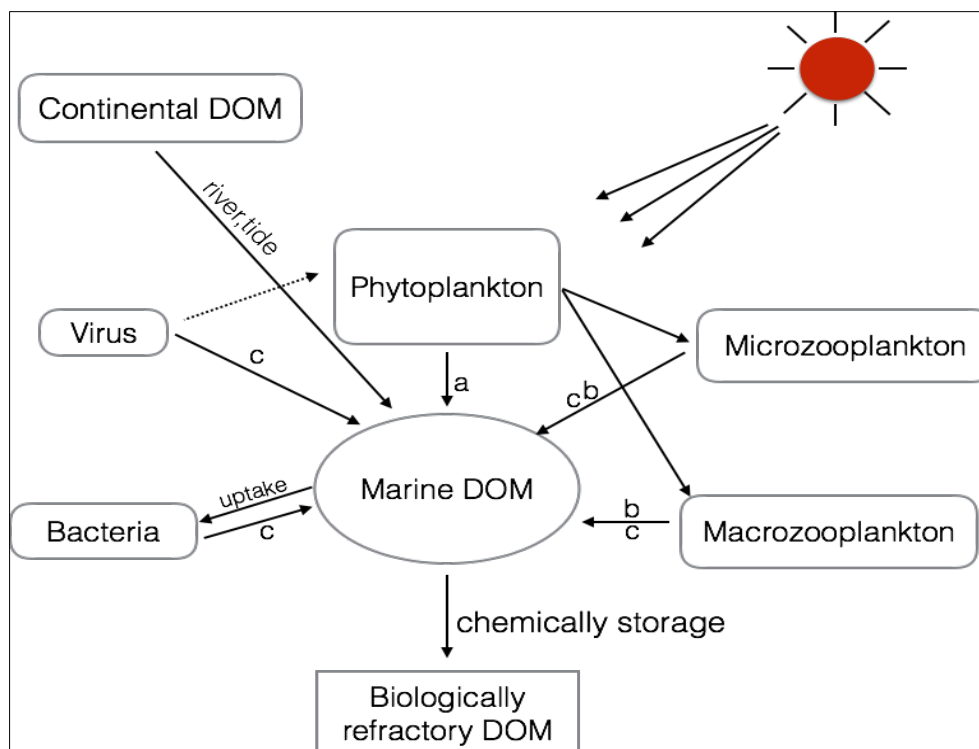 Continental DOM
river,tide
Phytoplankton
Virus
Microzooplankton
c
a
c b
Marine DOM
uptake
c
Bacteria
b
c
Macrozooplankton
chemically storage
Biologically
refractory DOM